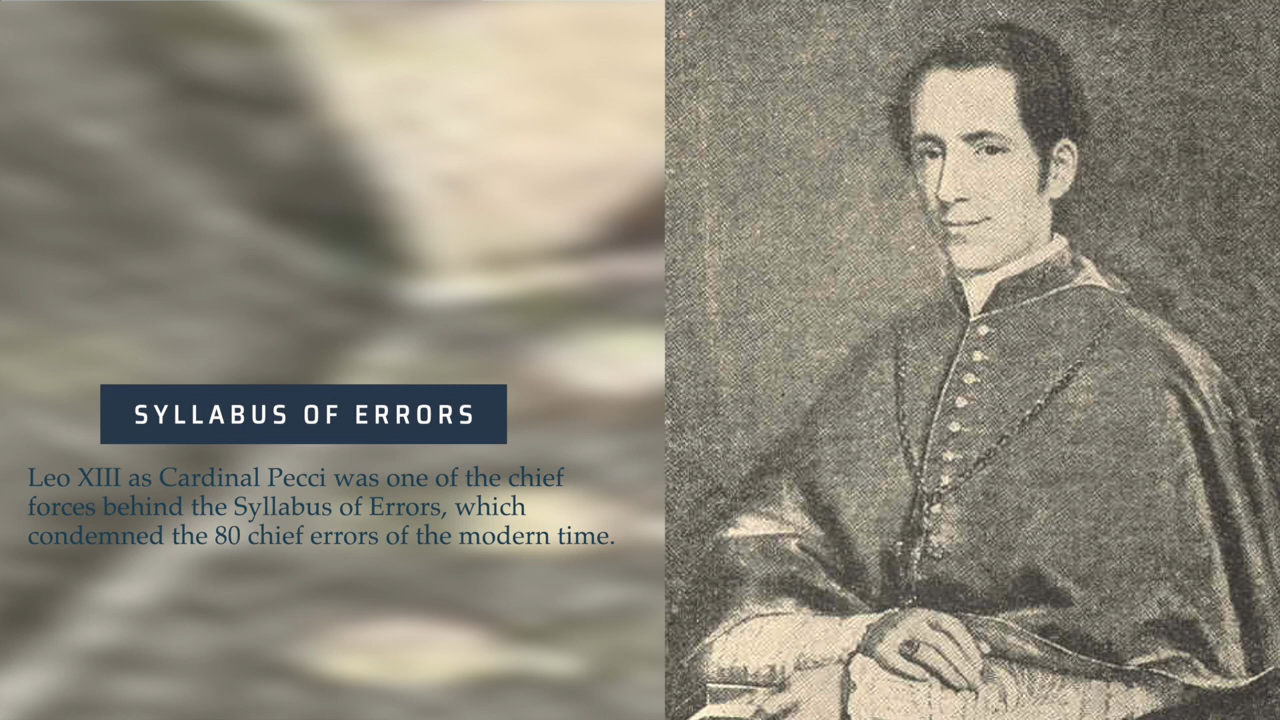 SYLLABUS OF ERRORS
Leo XIII as Cardinal Pecci was one of the chief
forces behind the Syllabus of Errors, which
condemned the 80 chief errors of the modern time.